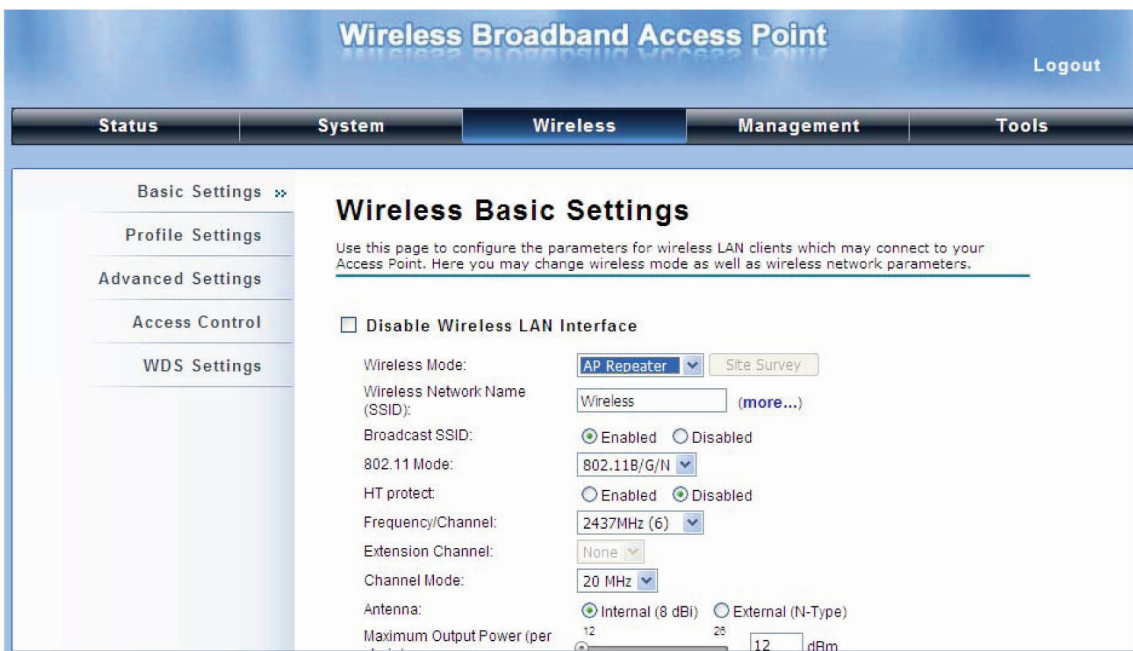 Wireless Broadband Access Point
Logout
Status System Wireless Management Tools
Basic Settings »
Profile Settings
Advanced Settings
Access Control
WDS Settings
Wireless Basic Settings
Use this page to configure the parameters for wireless LAN clients which may connect to your
Access Point. Here you may change wireless mode as well as wireless network parameters.
Disable Wireless LAN Interface
Wireless Mode: AP Repeater Site Survey
Wireless Network Name
(SSID): Wireless (more...)
Broadcast SSID: Enabled Disabled
802.11 Mode: 802.11B/G/N
HT protect: Enabled Disabled
Frequency/Channel: 2437MHz (6)
Extension Channel: None
Channel Mode: 20 MHz
Antenna: Internal (8 dBi) External (N-Type)
Maximum Output Power (per 12 26 12 dBm